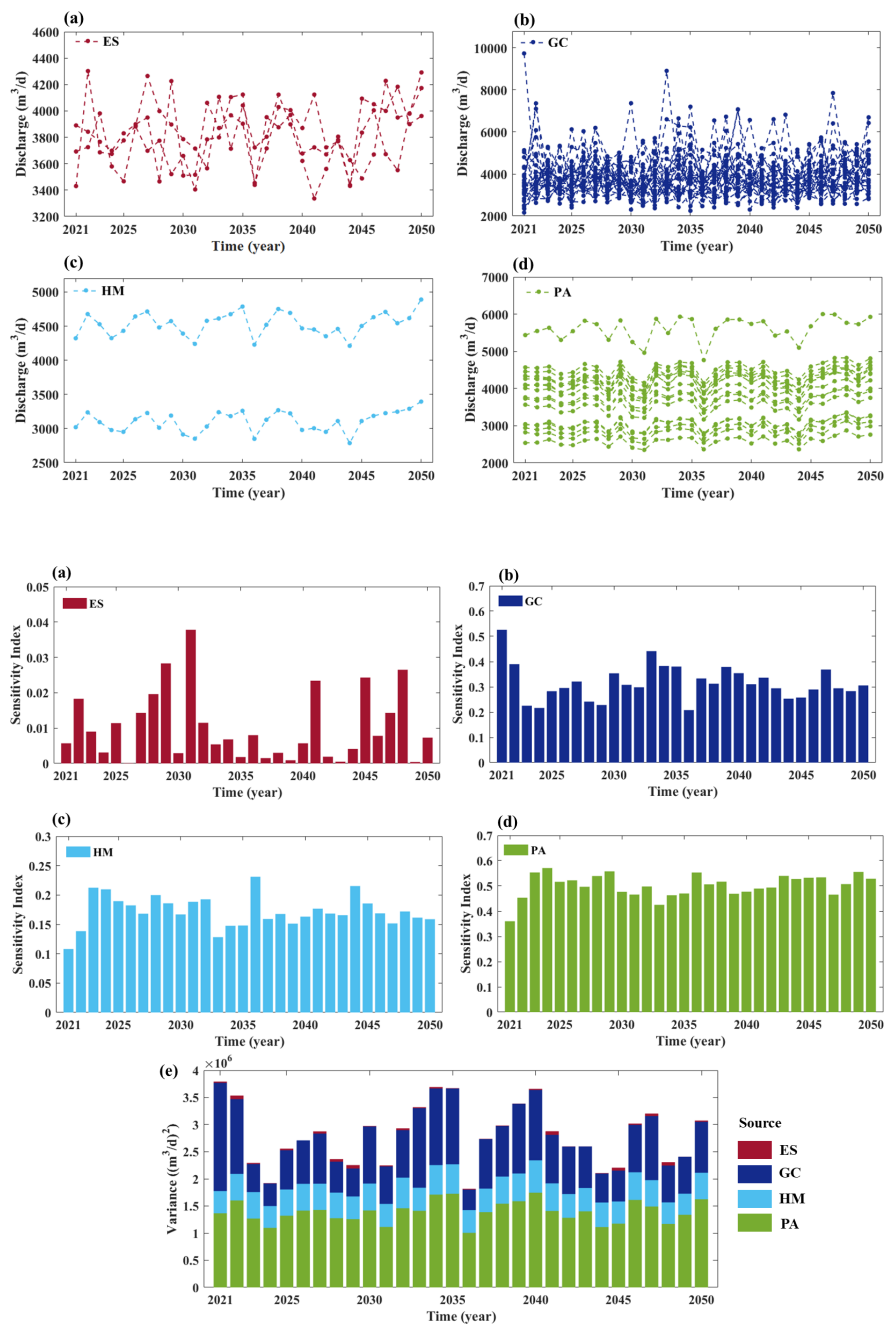 (a)
ES
4600
4400
4200
4000
3800
3600
3400
3200
Discharge (m³/d)
2021 2025 2030 2035 2040 2045 2050
Time (year)
(b)
GC
10000
8000
6000
4000
2000
Discharge (m³/d)
2021 2025 2030 2035 2040 2045 2050
Time (year)
(c)
HM
5000
4500
4000
3500
3000
2500
Discharge (m³/d)
2021 2025 2030 2035 2040 2045 2050
Time (year)
(d)
PA
7000
6000
5000
4000
3000
2000
Discharge (m³/d)
2021 2025 2030 2035 2040 2045 2050
Time (year)
(a)
ES
0.05
0.04
0.03
0.02
0.01
0
Sensitivity Index
2021 2025 2030 2035 2040 2045 2050
Time (year)
(b)
GC
0.7
0.6
0.5
0.4
0.3
0.2
0.1
0
Sensitivity Index
2021 2025 2030 2035 2040 2045 2050
Time (year)
(c)
HM
0.3
0.25
0.2
0.15
0.1
0.05
0
Sensitivity Index
2021 2025 2030 2035 2040 2045 2050
Time (year)
(d)
PA
0.7
0.6
0.5
0.4
0.3
0.2
0.1
0
Sensitivity Index
2021 2025 2030 2035 2040 2045 2050
Time (year)
(e)
×10⁶
4
3.5
3
2.5
2
1.5
1
0.5
0
Variance ((m³/d)²)
2021 2025 2030 2035 2040 2045 2050
Time (year)
Source
ES
GC
HM
PA